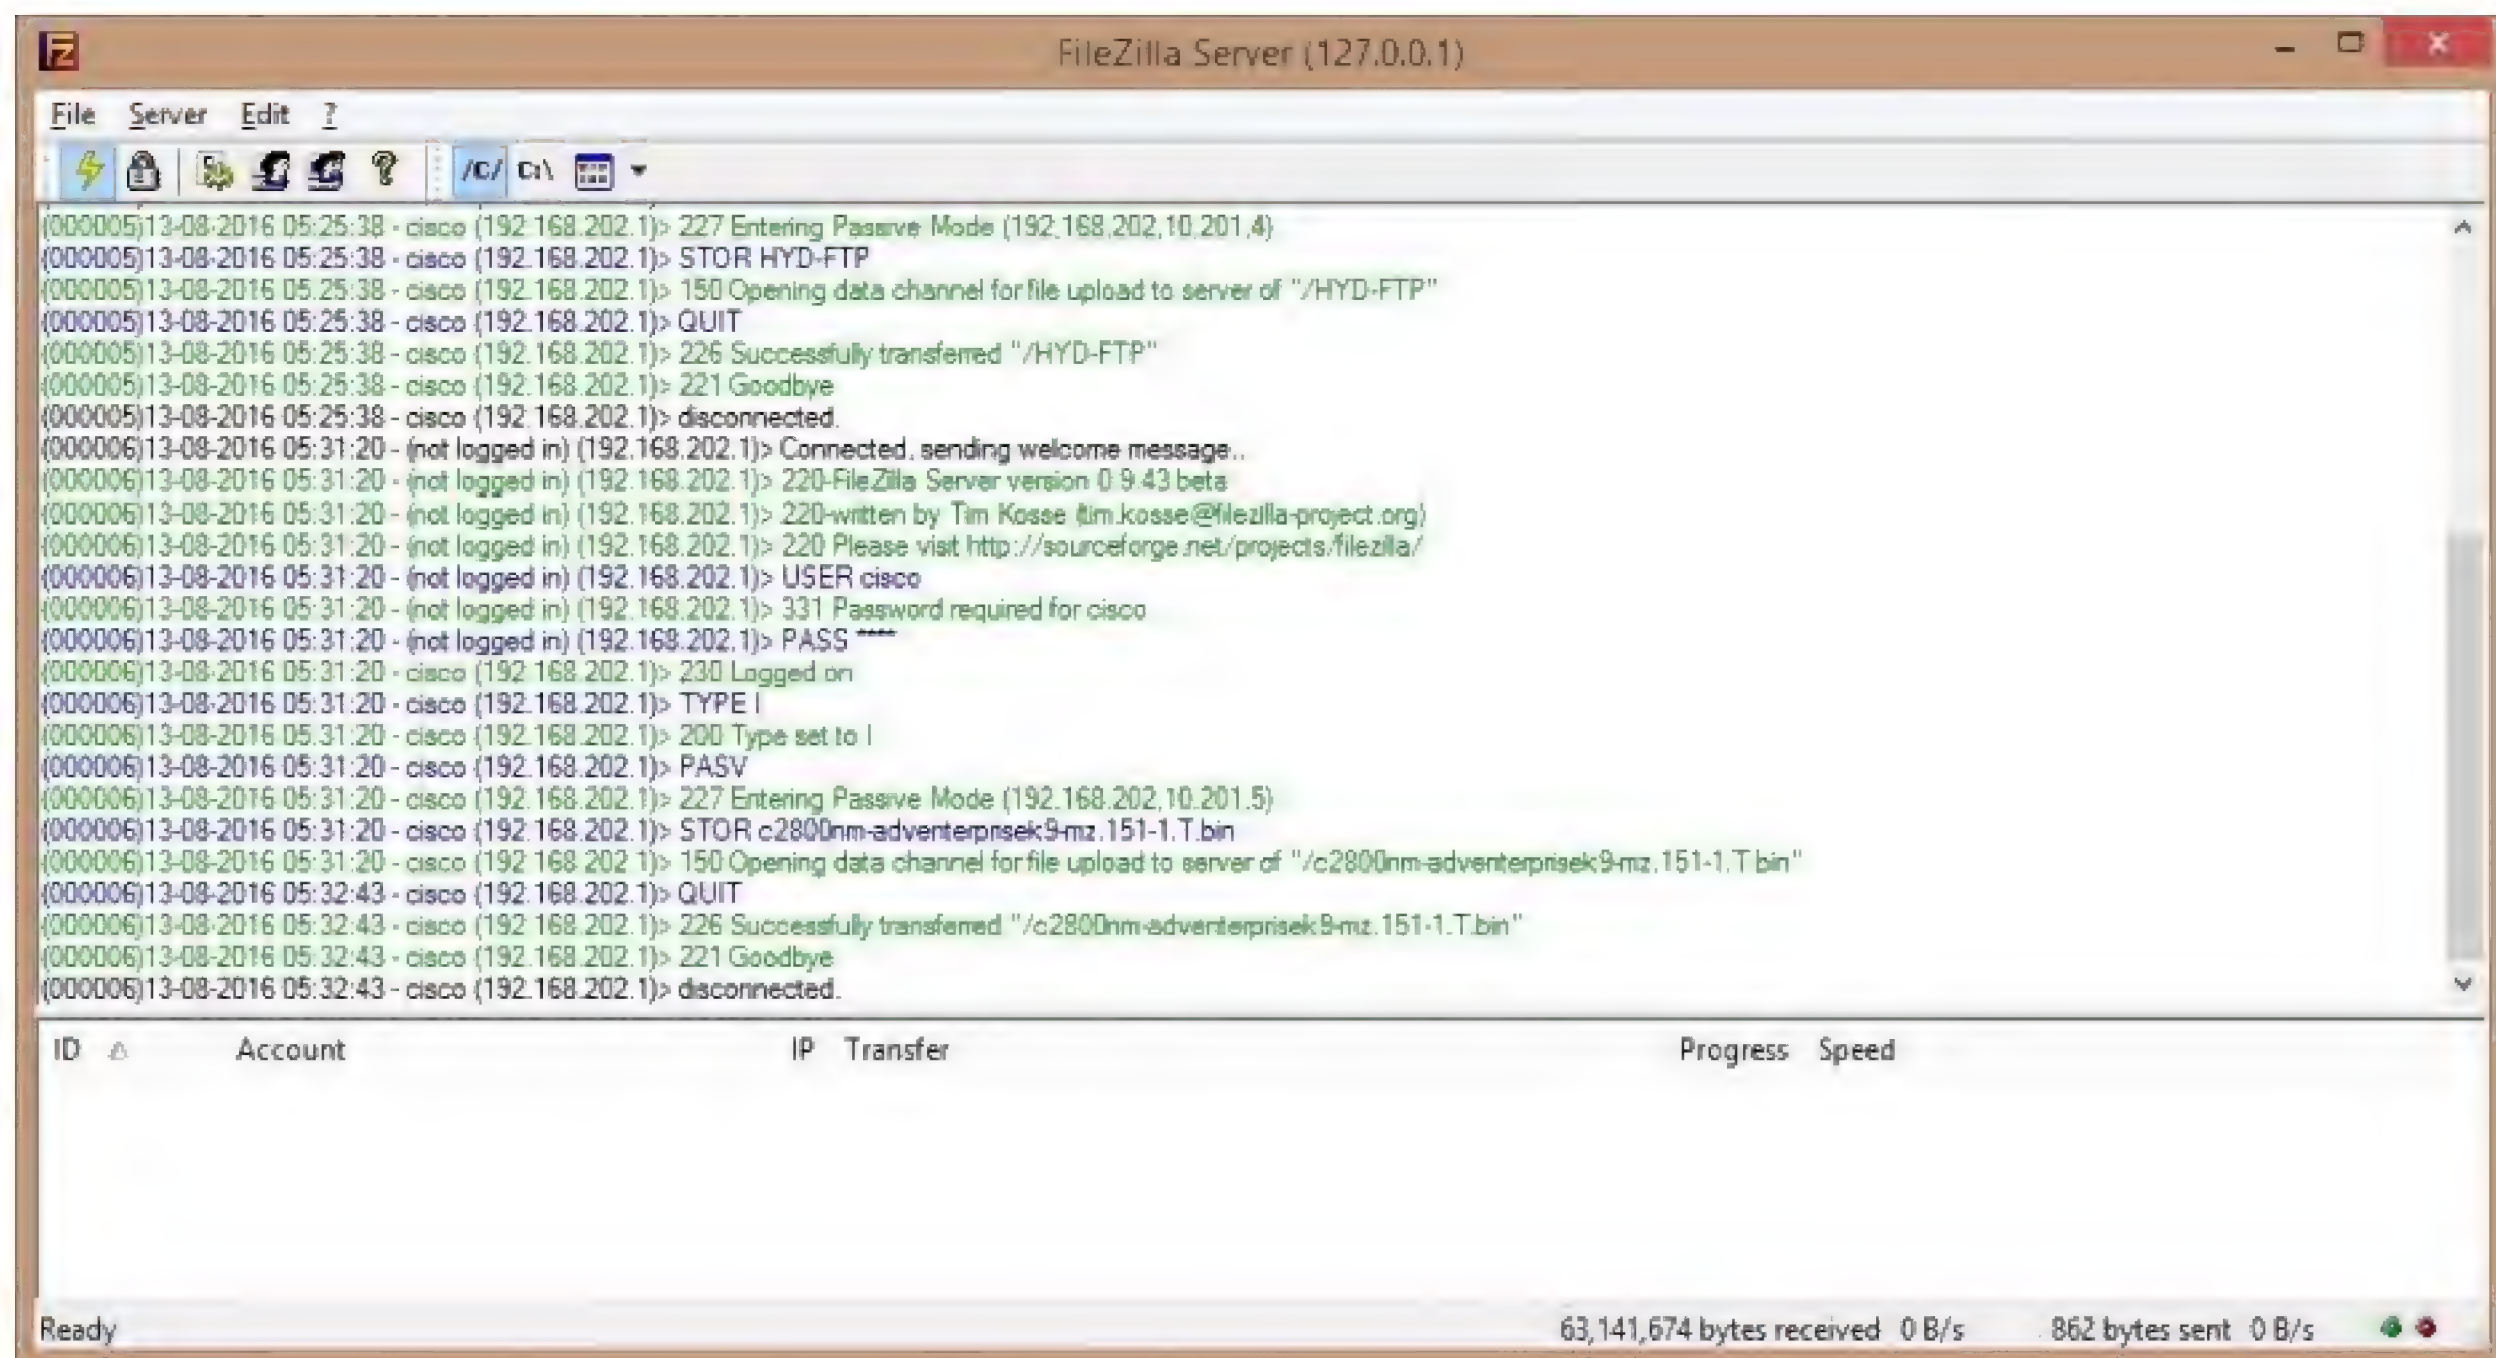 FileZilla Server (127.0.0.1)
File Server Edit ?
/C/ C:\
(000005)13-08-2016 05:25:38 - cisco (192.168.202.1)> 227 Entering Passive Mode (192,168,202,10,201,4)
(000005)13-08-2016 05:25:38 - cisco (192.168.202.1)> STOR HYD-FTP
(000005)13-08-2016 05:25:38 - cisco (192.168.202.1)> 150 Opening data channel for file upload to server of "/HYD-FTP"
(000005)13-08-2016 05:25:38 - cisco (192.168.202.1)> QUIT
(000005)13-08-2016 05:25:38 - cisco (192.168.202.1)> 226 Successfully transferred "/HYD-FTP"
(000005)13-08-2016 05:25:38 - cisco (192.168.202.1)> 221 Goodbye
(000005)13-08-2016 05:25:38 - cisco (192.168.202.1)> disconnected.
(000006)13-08-2016 05:31:20 - (not logged in) (192.168.202.1)> Connected, sending welcome message...
(000006)13-08-2016 05:31:20 - (not logged in) (192.168.202.1)> 220-FileZilla Server version 0.9.43 beta
(000006)13-08-2016 05:31:20 - (not logged in) (192.168.202.1)> 220-written by Tim Kosse (tim.kosse@filezilla-project.org)
(000006)13-08-2016 05:31:20 - (not logged in) (192.168.202.1)> 220 Please visit http://sourceforge.net/projects/filezilla/
(000006)13-08-2016 05:31:20 - (not logged in) (192.168.202.1)> USER cisco
(000006)13-08-2016 05:31:20 - (not logged in) (192.168.202.1)> 331 Password required for cisco
(000006)13-08-2016 05:31:20 - (not logged in) (192.168.202.1)> PASS ****
(000006)13-08-2016 05:31:20 - cisco (192.168.202.1)> 230 Logged on
(000006)13-08-2016 05:31:20 - cisco (192.168.202.1)> TYPE I
(000006)13-08-2016 05:31:20 - cisco (192.168.202.1)> 200 Type set to I
(000006)13-08-2016 05:31:20 - cisco (192.168.202.1)> PASV
(000006)13-08-2016 05:31:20 - cisco (192.168.202.1)> 227 Entering Passive Mode (192,168,202,10,201,5)
(000006)13-08-2016 05:31:20 - cisco (192.168.202.1)> STOR c2800nm-adventerprisek9-mz.151-1.T.bin
(000006)13-08-2016 05:31:20 - cisco (192.168.202.1)> 150 Opening data channel for file upload to server of "/c2800nm-adventerprisek9-mz.151-1.T.bin"
(000006)13-08-2016 05:32:43 - cisco (192.168.202.1)> QUIT
(000006)13-08-2016 05:32:43 - cisco (192.168.202.1)> 226 Successfully transferred "/c2800nm-adventerprisek9-mz.151-1.T.bin"
(000006)13-08-2016 05:32:43 - cisco (192.168.202.1)> 221 Goodbye
(000006)13-08-2016 05:32:43 - cisco (192.168.202.1)> disconnected.
ID Account IP Transfer Progress Speed
Ready 63,141,674 bytes received 0 B/s 862 bytes sent 0 B/s